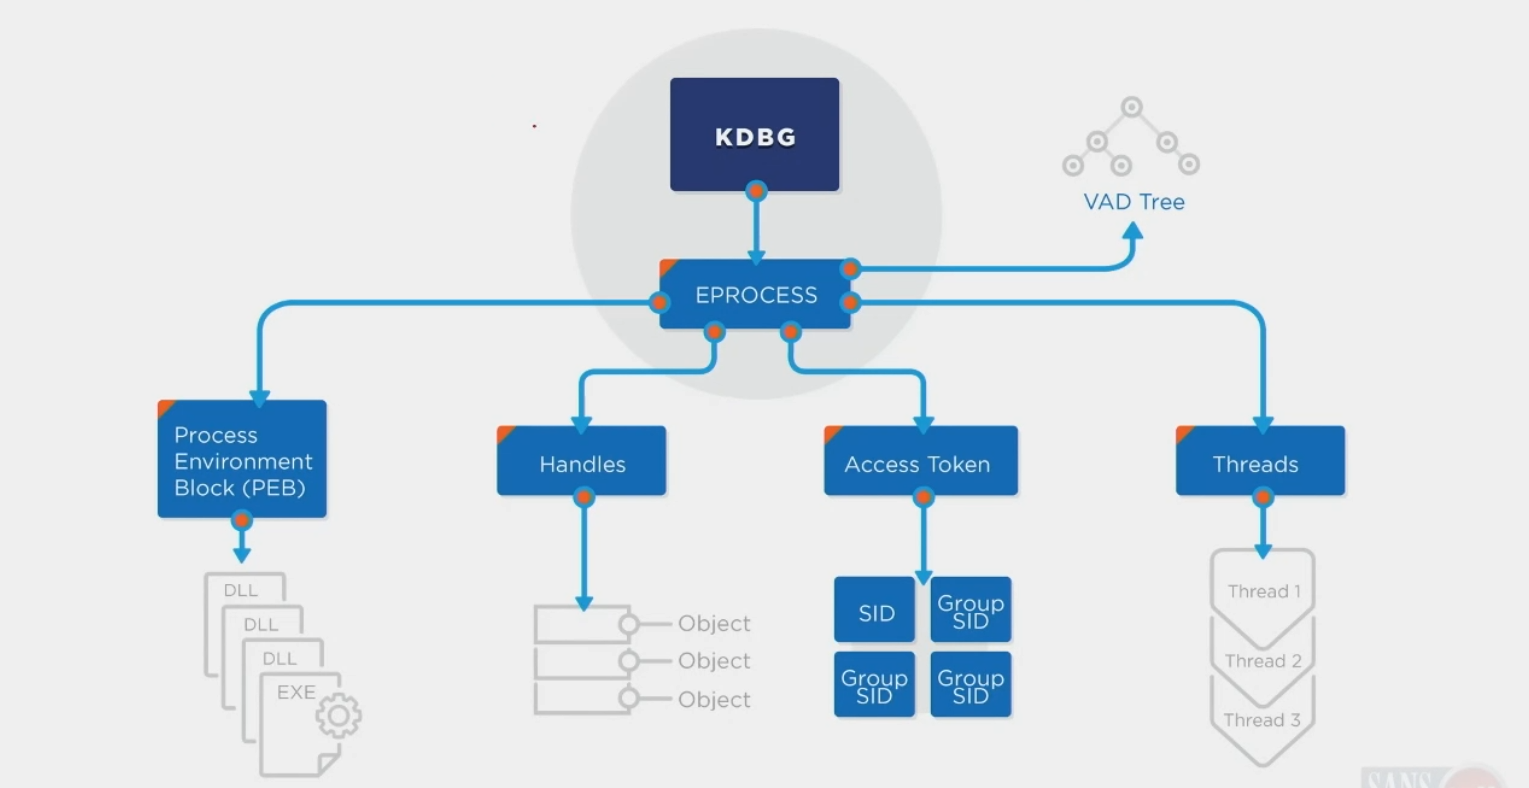 KDBG
VAD Tree
EPROCESS
Process
Environment
Block (PEB)
Handles
Access Token
Threads
DLL
DLL
DLL
EXE
Object
Object
Object
SID
Group
SID
Group
SID
Group
SID
Thread 1
Thread 2
Thread 3
SANS